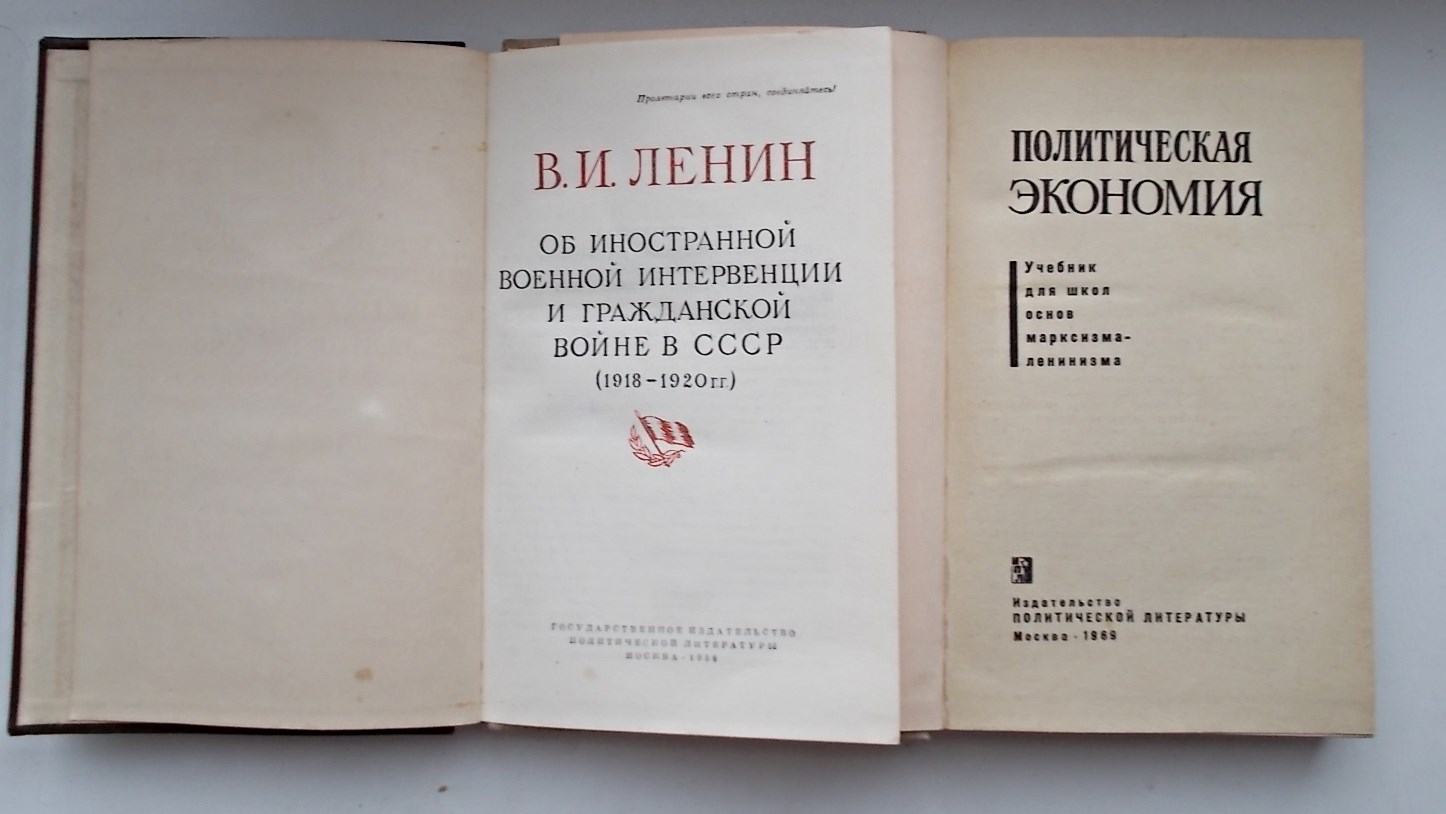 Пролетарии всех стран, соединяйтесь!
В. И. ЛЕНИН
ОБ ИНОСТРАННОЙ
ВОЕННОЙ ИНТЕРВЕНЦИИ
И ГРАЖДАНСКОЙ
ВОЙНЕ В СССР
(1918–1920 гг.)
ГОСУДАРСТВЕННОЕ ИЗДАТЕЛЬСТВО
ПОЛИТИЧЕСКОЙ ЛИТЕРАТУРЫ
МОСКВА · 1956
ПОЛИТИЧЕСКАЯ
ЭКОНОМИЯ
Учебник
для школ
основ
марксизма-
ленинизма
Издательство
ПОЛИТИЧЕСКОЙ ЛИТЕРАТУРЫ
Москва · 1969